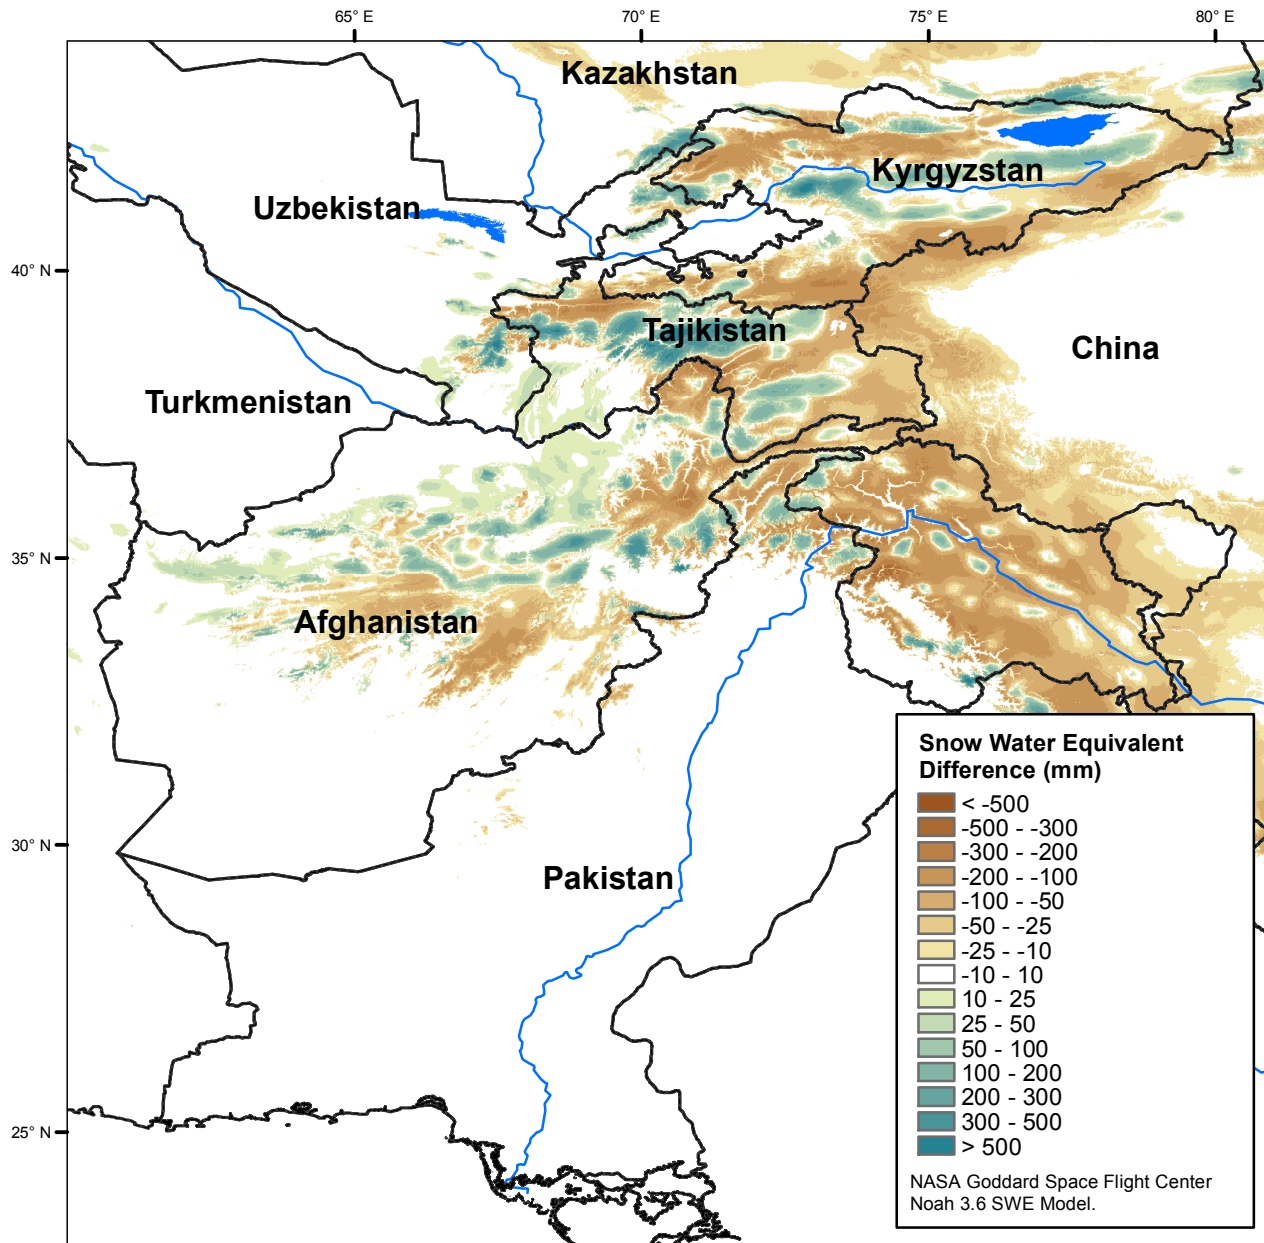 65° E
70° E
75° E
80° E
Kazakhstan
Kyrgyzstan
Uzbekistan
40° N
Tajikistan
China
Turkmenistan
35° N
Afghanistan
30° N
Pakistan
25° N
Snow Water Equivalent
Difference (mm)
< -500
-500 - -300
-300 - -200
-200 - -100
-100 - -50
-50 - -25
-25 - -10
-10 - 10
10 - 25
25 - 50
50 - 100
100 - 200
200 - 300
300 - 500
> 500
NASA Goddard Space Flight Center
Noah 3.6 SWE Model.